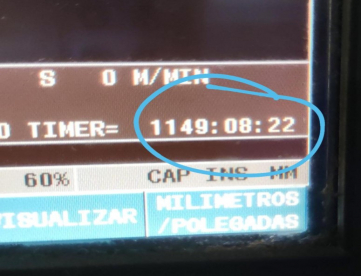 S 0 M/MIN
O TIMER= 1149:08:22
60% CAP INS MM
VISUALIZAR MILIMETROS
/POLEGADAS